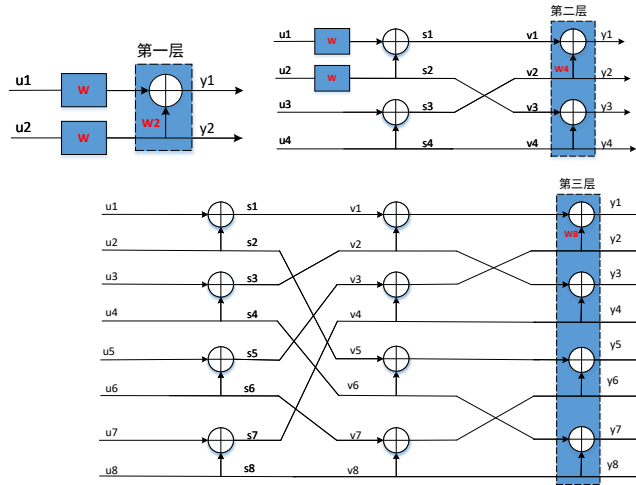 第一层
u1 W y1
u2 W W2 y2
第二层
u1 W s1 v1 y1
u2 W s2 v2 W4 y2
u3 s3 v3 y3
u4 s4 v4 y4
第三层
u1 s1 v1 y1
u2 s2 v2 W8 y2
u3 s3 v3 y3
u4 s4 v4 y4
u5 s5 v5 y5
u6 s6 v6 y6
u7 s7 v7 y7
u8 s8 v8 y8